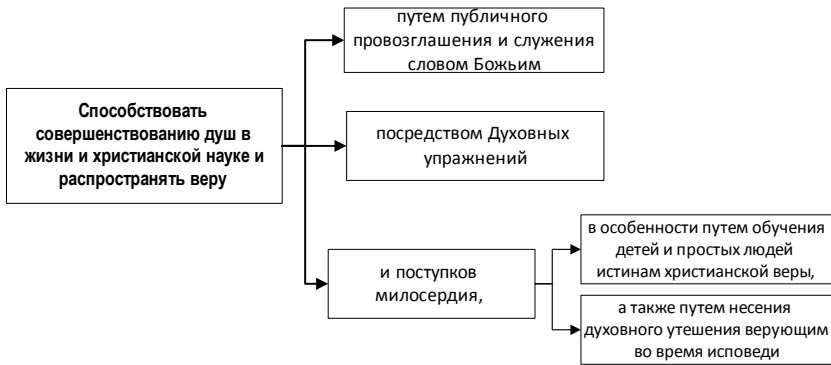 Способствовать
совершенствованию душ в
жизни и христианской науке и
распространять веру
путем публичного
провозглашения и служения
словом Божьим
посредством Духовных
упражнений
и поступков
милосердия,
в особенности путем обучения
детей и простых людей
истинам христианской веры,
а также путем несения
духовного утешения верующим
во время исповеди